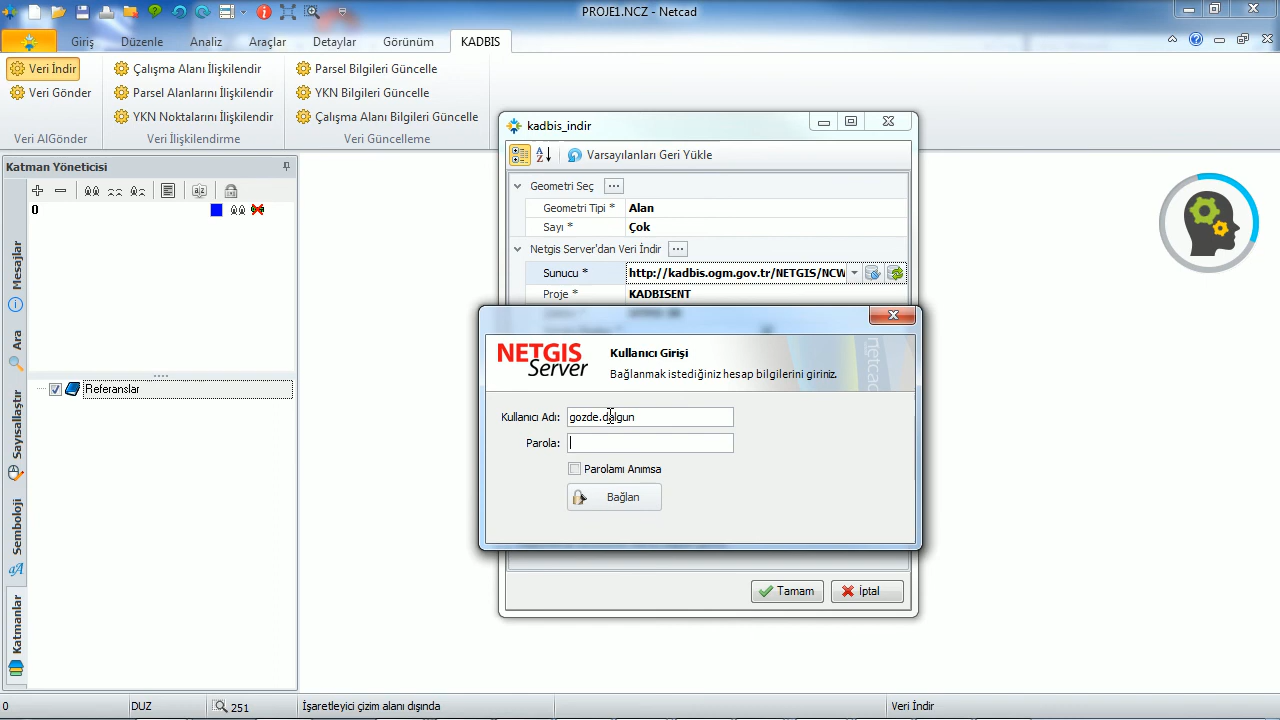 PROJE1.NCZ - Netcad
Giriş
Düzenle
Analiz
Araçlar
Detaylar
Görünüm
KADBIS
Veri İndir
Veri Gönder
Veri AlGönder
Çalışma Alanı İlişkilendir
Parsel Alanlarını İlişkilendir
YKN Noktalarını İlişkilendir
Veri İlişkilendirme
Parsel Bilgileri Güncelle
YKN Bilgileri Güncelle
Çalışma Alanı Bilgileri Güncelle
Veri Güncelleme
Katman Yöneticisi
0
Referanslar
Mesajlar
Ara
Sayısallaştır
Semboloji
Katmanlar
kadbis_indir
Varsayılanları Geri Yükle
Geometri Seç ...
Geometri Tipi * Alan
Sayı * Çok
Netgis Server'dan Veri İndir ...
Sunucu * http://kadbis.ogm.gov.tr/NETGIS/NCW
Proje * KADBISENT
NETGIS
Server
Kullanıcı Girişi
Bağlanmak istediğiniz hesap bilgilerini giriniz.
netcad
Kullanıcı Adı: gozde.dalgun
Parola:
Parolamı Anımsa
Bağlan
Tamam
İptal
0
DUZ
251
İşaretleyici çizim alanı dışında
Veri İndir